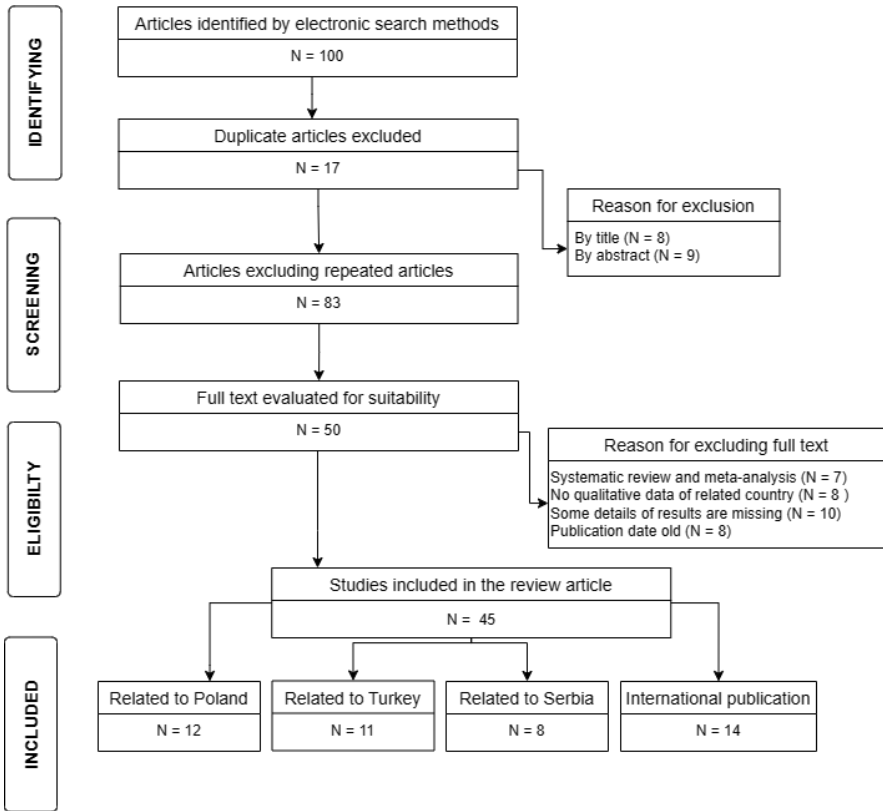 IDENTIFYING
Articles identified by electronic search methods
N = 100
Duplicate articles excluded
N = 17
Reason for exclusion
By title (N = 8)
By abstract (N = 9)
SCREENING
Articles excluding repeated articles
N = 83
Full text evaluated for suitability
N = 50
ELIGIBILTY
Reason for excluding full text
Systematic review and meta-analysis (N = 7)
No qualitative data of related country (N = 8 )
Some details of results are missing (N = 10)
Publication date old (N = 8)
Studies included in the review article
N = 45
INCLUDED
Related to Poland
N = 12
Related to Turkey
N = 11
Related to Serbia
N = 8
International publication
N = 14